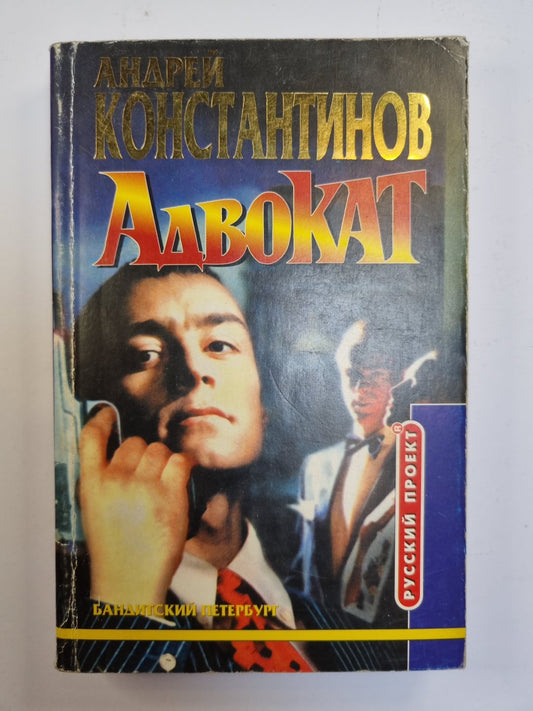 АНДРЕЙ
КОНСТАНТИНОВ
АДВОКАТ
РУССКИЙ ПРОЕКТ
®
БАНДИТСКИЙ ПЕТЕРБУРГ